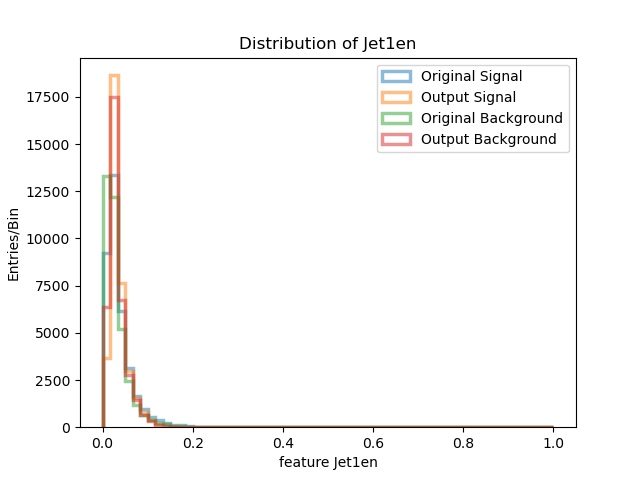 Distribution of Jet1en
Original Signal
Output Signal
Original Background
Output Background
Entries/Bin
17500
15000
12500
10000
7500
5000
2500
0
0.0 0.2 0.4 0.6 0.8 1.0
feature Jet1en